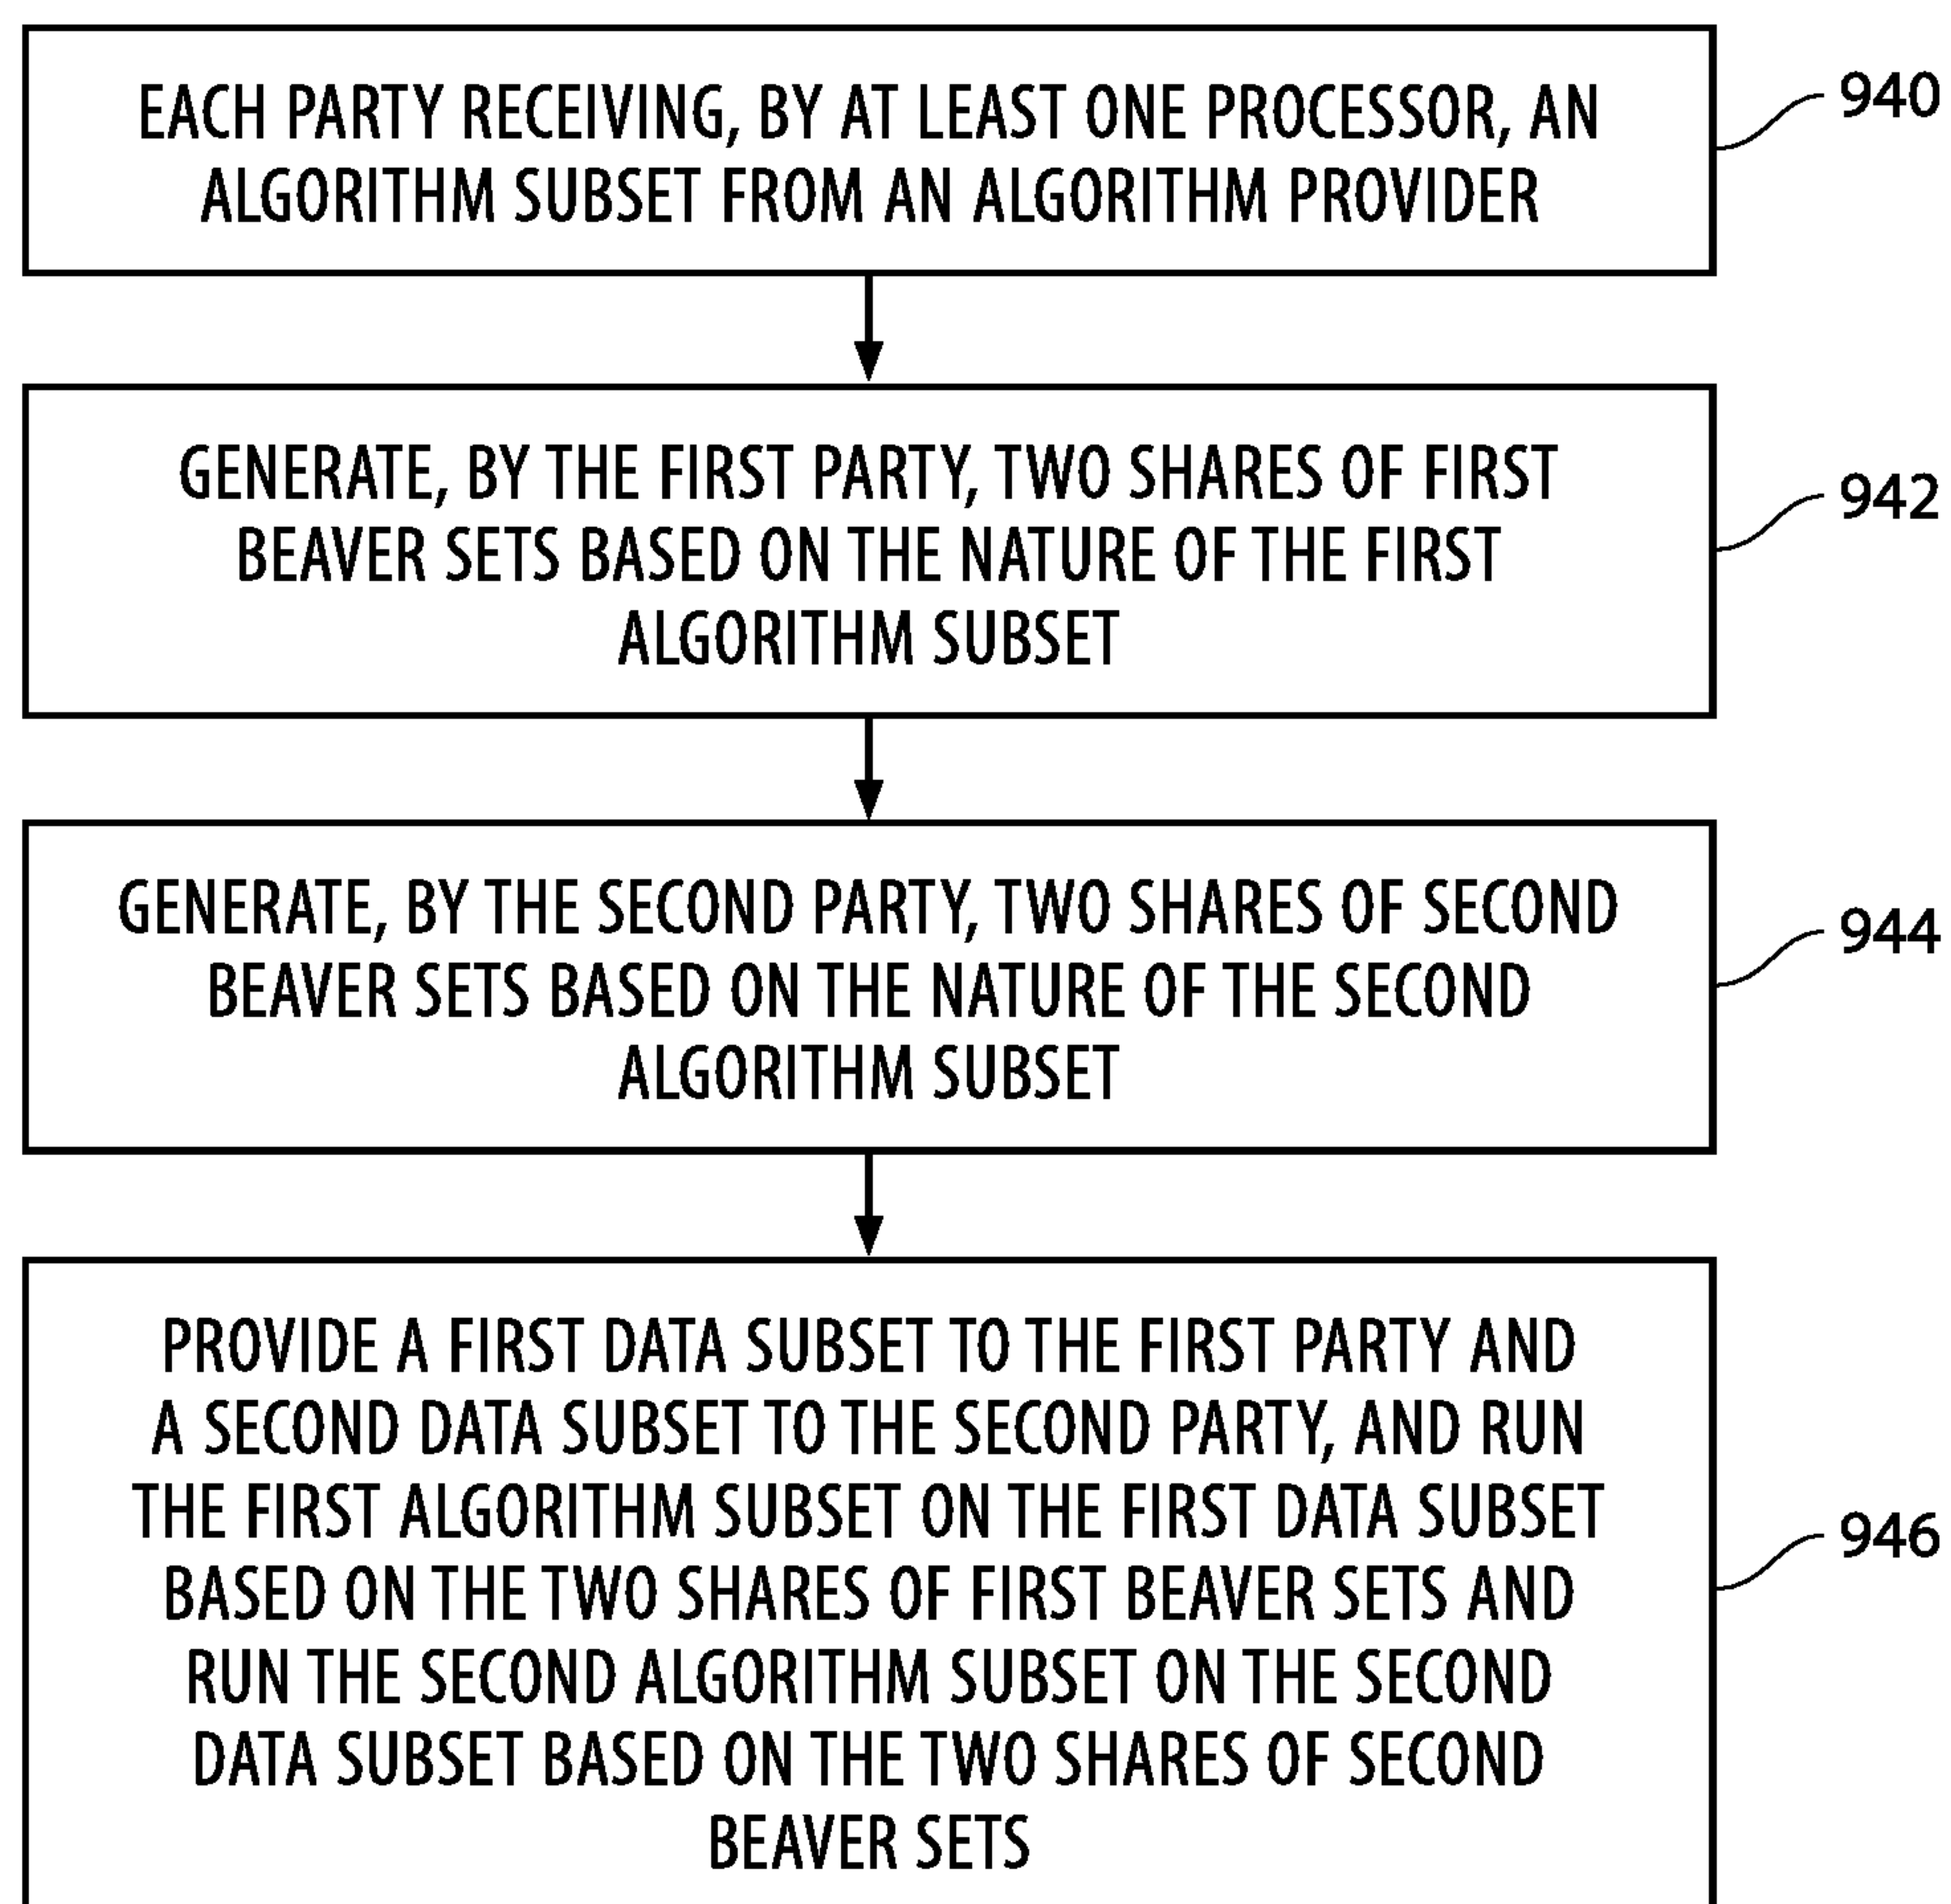 EACH PARTY RECEIVING, BY AT LEAST ONE PROCESSOR, AN
ALGORITHM SUBSET FROM AN ALGORITHM PROVIDER
940
GENERATE, BY THE FIRST PARTY, TWO SHARES OF FIRST
BEAVER SETS BASED ON THE NATURE OF THE FIRST
ALGORITHM SUBSET
942
GENERATE, BY THE SECOND PARTY, TWO SHARES OF SECOND
BEAVER SETS BASED ON THE NATURE OF THE SECOND
ALGORITHM SUBSET
944
PROVIDE A FIRST DATA SUBSET TO THE FIRST PARTY AND
A SECOND DATA SUBSET TO THE SECOND PARTY, AND RUN
THE FIRST ALGORITHM SUBSET ON THE FIRST DATA SUBSET
BASED ON THE TWO SHARES OF FIRST BEAVER SETS AND
RUN THE SECOND ALGORITHM SUBSET ON THE SECOND
DATA SUBSET BASED ON THE TWO SHARES OF SECOND
BEAVER SETS
946